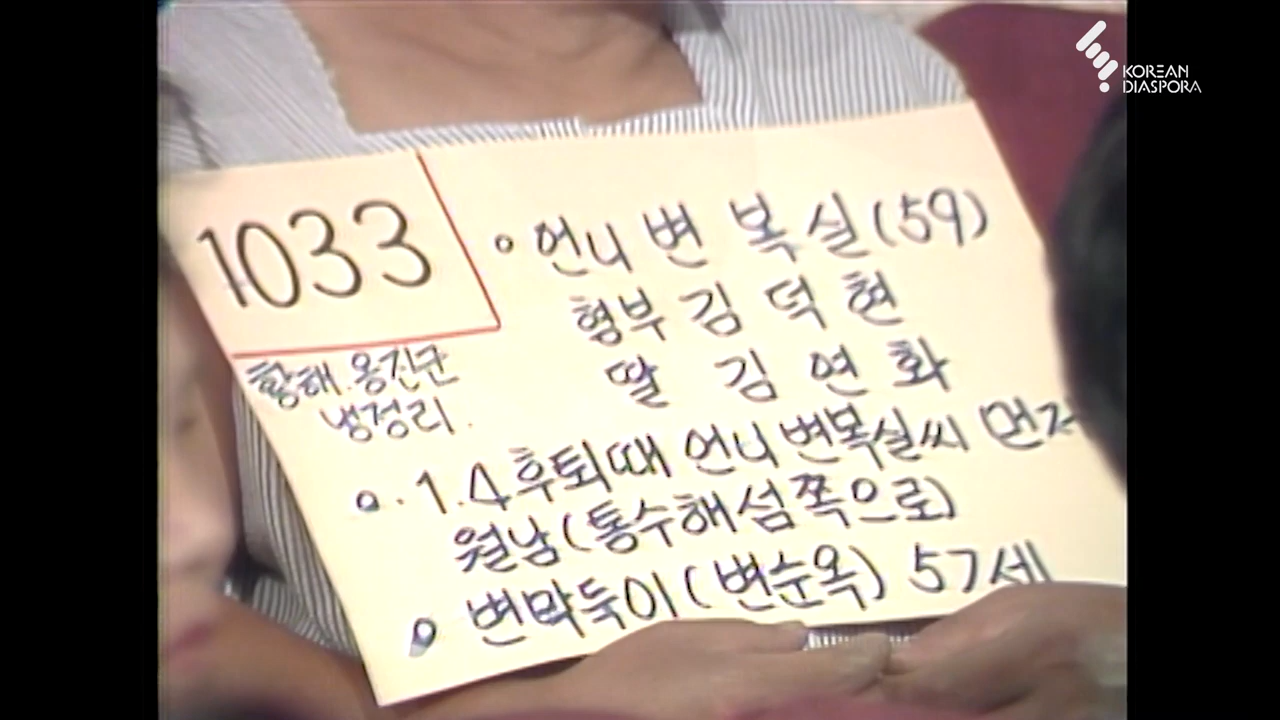 KOREAN
DIASPORA
1033
황해.옹진군
냉정리.
• 언니 변복실(59)
형부 김덕현
딸 김연화
•.1.4후퇴때 언니변복실씨 먼저
월남(통수해섬쪽으로)
• 변막둑이(변순옥) 57세